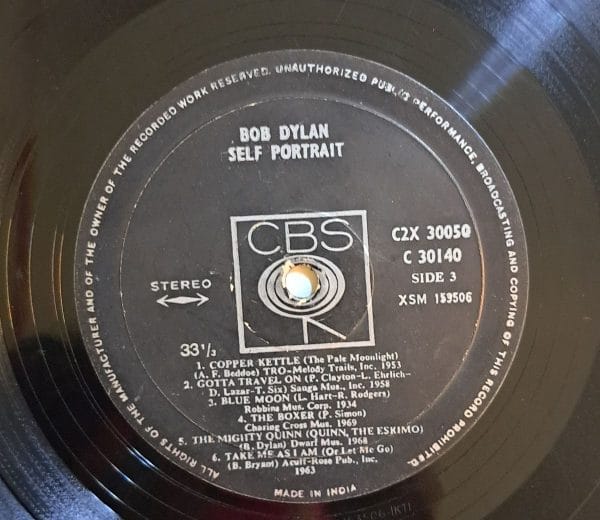 ALL RIGHTS OF THE MANUFACTURER AND OF THE OWNER OF THE RECORDED WORK RESERVED. UNAUTHORIZED PUBLIC PERFORMANCE, BROADCASTING AND COPYING OF THIS RECORD PROHIBITED.
BOB DYLAN
SELF PORTRAIT
CBS
C2X 30050
C 30140
SIDE 3
XSM 159506
STEREO
33 1/3
1. COPPER KETTLE (The Pale Moonlight)
(A. F. Beddoe) TRO-Melody Trails, Inc. 1953
2. GOTTA TRAVEL ON (P. Clayton-L. Ehrlich-
D. Lazar-T. Six) Sanga Mus., Inc. 1958
3. BLUE MOON (L. Hart-R. Rodgers)
Robbins Mus. Corp. 1934
4. THE BOXER (P. Simon)
Charing Cross Mus. 1969
5. THE MIGHTY QUINN (QUINN, THE ESKIMO)
(B. Dylan) Dwarf Mus. 1968
6. TAKE ME AS I AM (Or Let Me Go)
(B. Bryant) Acuff-Rose Pub., Inc.
1963
MADE IN INDIA